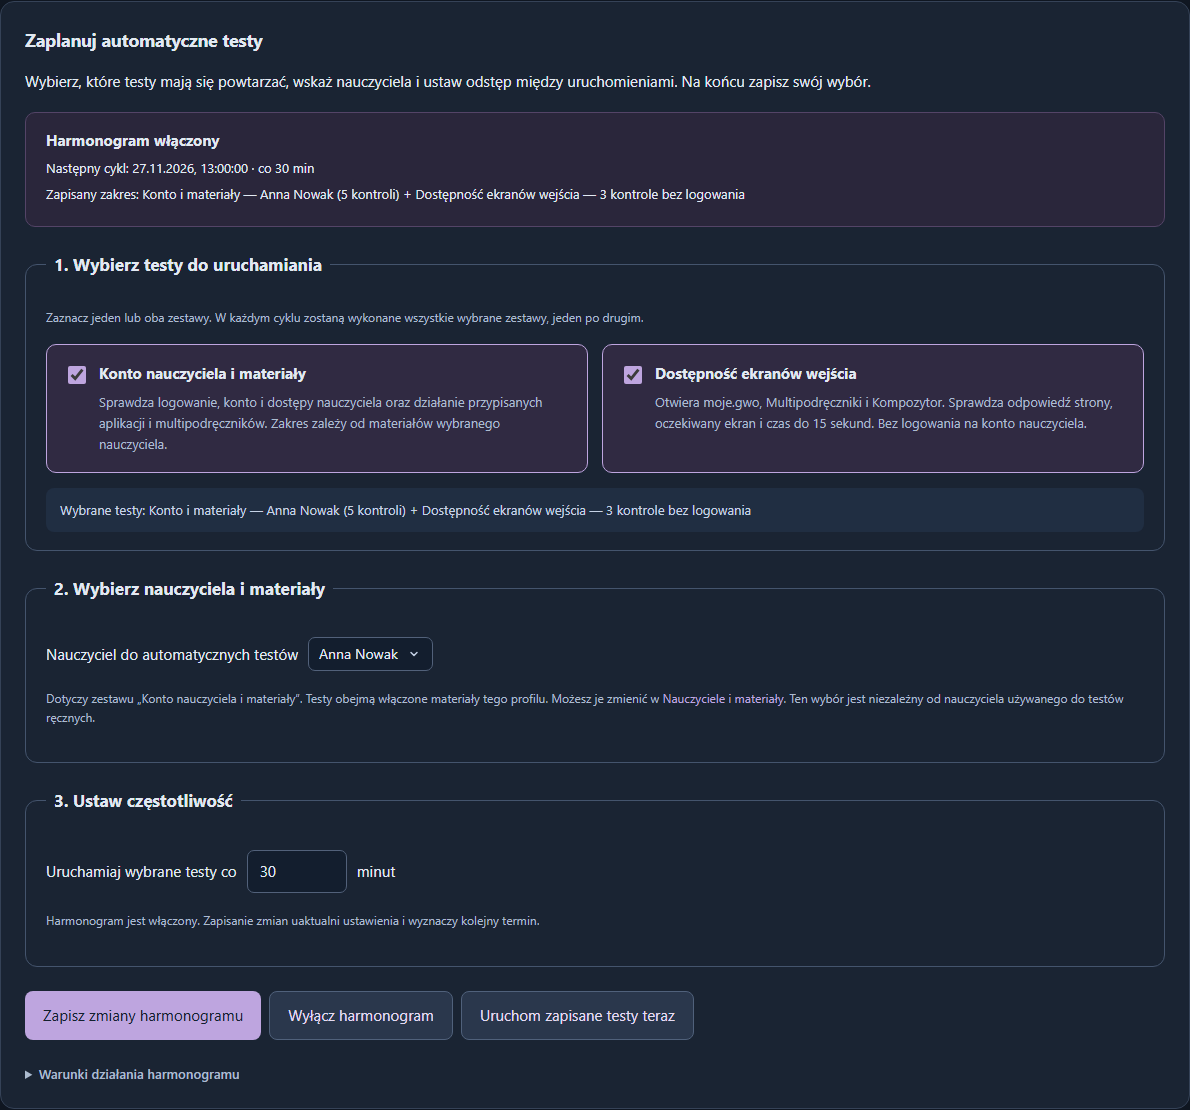 Zaplanuj automatyczne testy
Wybierz, które testy mają się powtarzać, wskaż nauczyciela i ustaw odstęp między uruchomieniami. Na końcu zapisz swój wybór.
Harmonogram włączony
Następny cykl: 27.11.2026, 13:00:00 · co 30 min
Zapisany zakres: Konto i materiały — Anna Nowak (5 kontroli) + Dostępność ekranów wejścia — 3 kontrole bez logowania
1. Wybierz testy do uruchamiania
Zaznacz jeden lub oba zestawy. W każdym cyklu zostaną wykonane wszystkie wybrane zestawy, jeden po drugim.
Konto nauczyciela i materiały
Sprawdza logowanie, konto i dostępy nauczyciela oraz działanie przypisanych
aplikacji i multipodręczników. Zakres zależy od materiałów wybranego
nauczyciela.
Dostępność ekranów wejścia
Otwiera moje.gwo, Multipodręczniki i Kompozytor. Sprawdza odpowiedź strony,
oczekiwany ekran i czas do 15 sekund. Bez logowania na konto nauczyciela.
Wybrane testy: Konto i materiały — Anna Nowak (5 kontroli) + Dostępność ekranów wejścia — 3 kontrole bez logowania
2. Wybierz nauczyciela i materiały
Nauczyciel do automatycznych testów Anna Nowak
Dotyczy zestawu „Konto nauczyciela i materiały”. Testy obejmą włączone materiały tego profilu. Możesz je zmienić w Nauczyciele i materiały. Ten wybór jest niezależny od nauczyciela używanego do testów
ręcznych.
3. Ustaw częstotliwość
Uruchamiaj wybrane testy co 30 minut
Harmonogram jest włączony. Zapisanie zmian uaktualni ustawienia i wyznaczy kolejny termin.
Zapisz zmiany harmonogramu Wyłącz harmonogram Uruchom zapisane testy teraz
Warunki działania harmonogramu